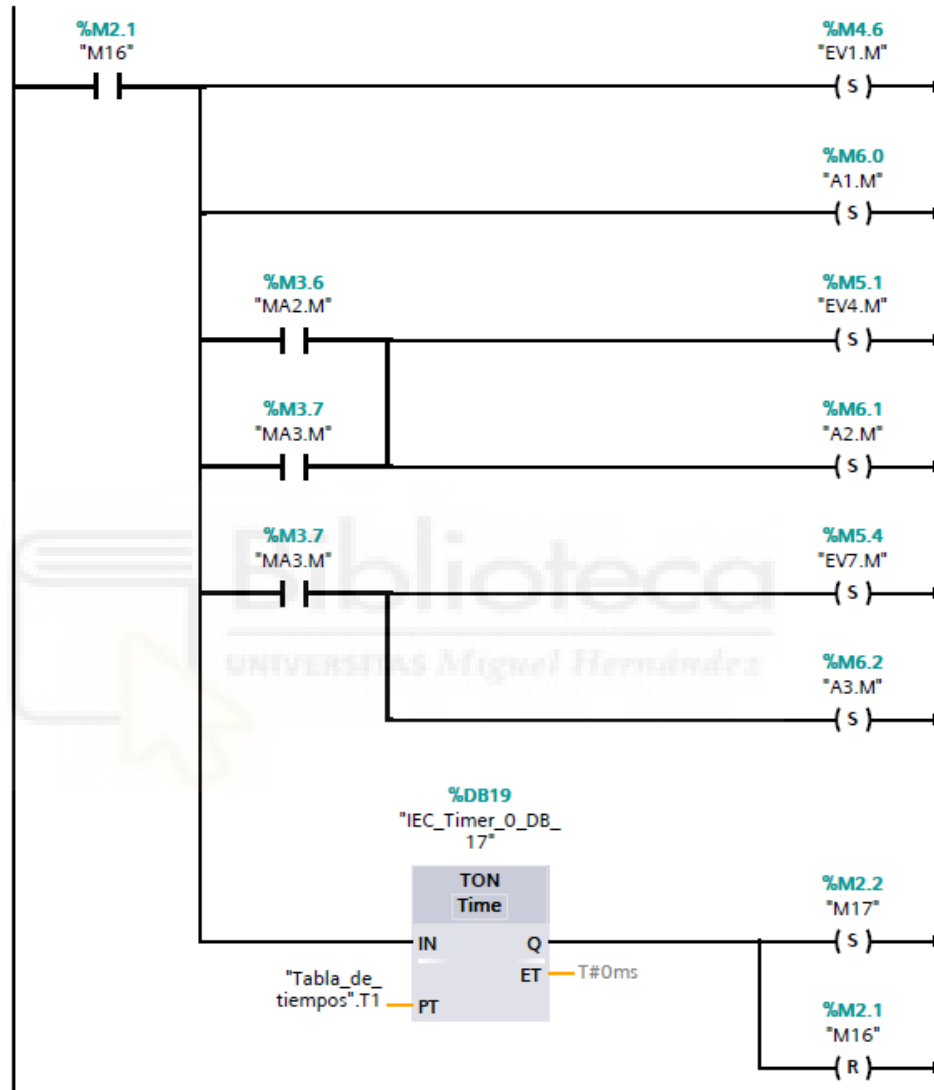 %M2.1
"M16"
%M4.6
"EV1.M"
( S )
%M6.0
"A1.M"
( S )
%M3.6
"MA2.M"
%M5.1
"EV4.M"
( S )
%M3.7
"MA3.M"
%M6.1
"A2.M"
( S )
%M3.7
"MA3.M"
%M5.4
"EV7.M"
( S )
Biblioteca
UNIVERSITAS Miguel Hernández
%M6.2
"A3.M"
( S )
%DB19
"IEC_Timer_0_DB_
17"
TON
Time
IN
Q
ET
T#0ms
"Tabla_de_
tiempos".T1
PT
%M2.2
"M17"
( S )
%M2.1
"M16"
( R )